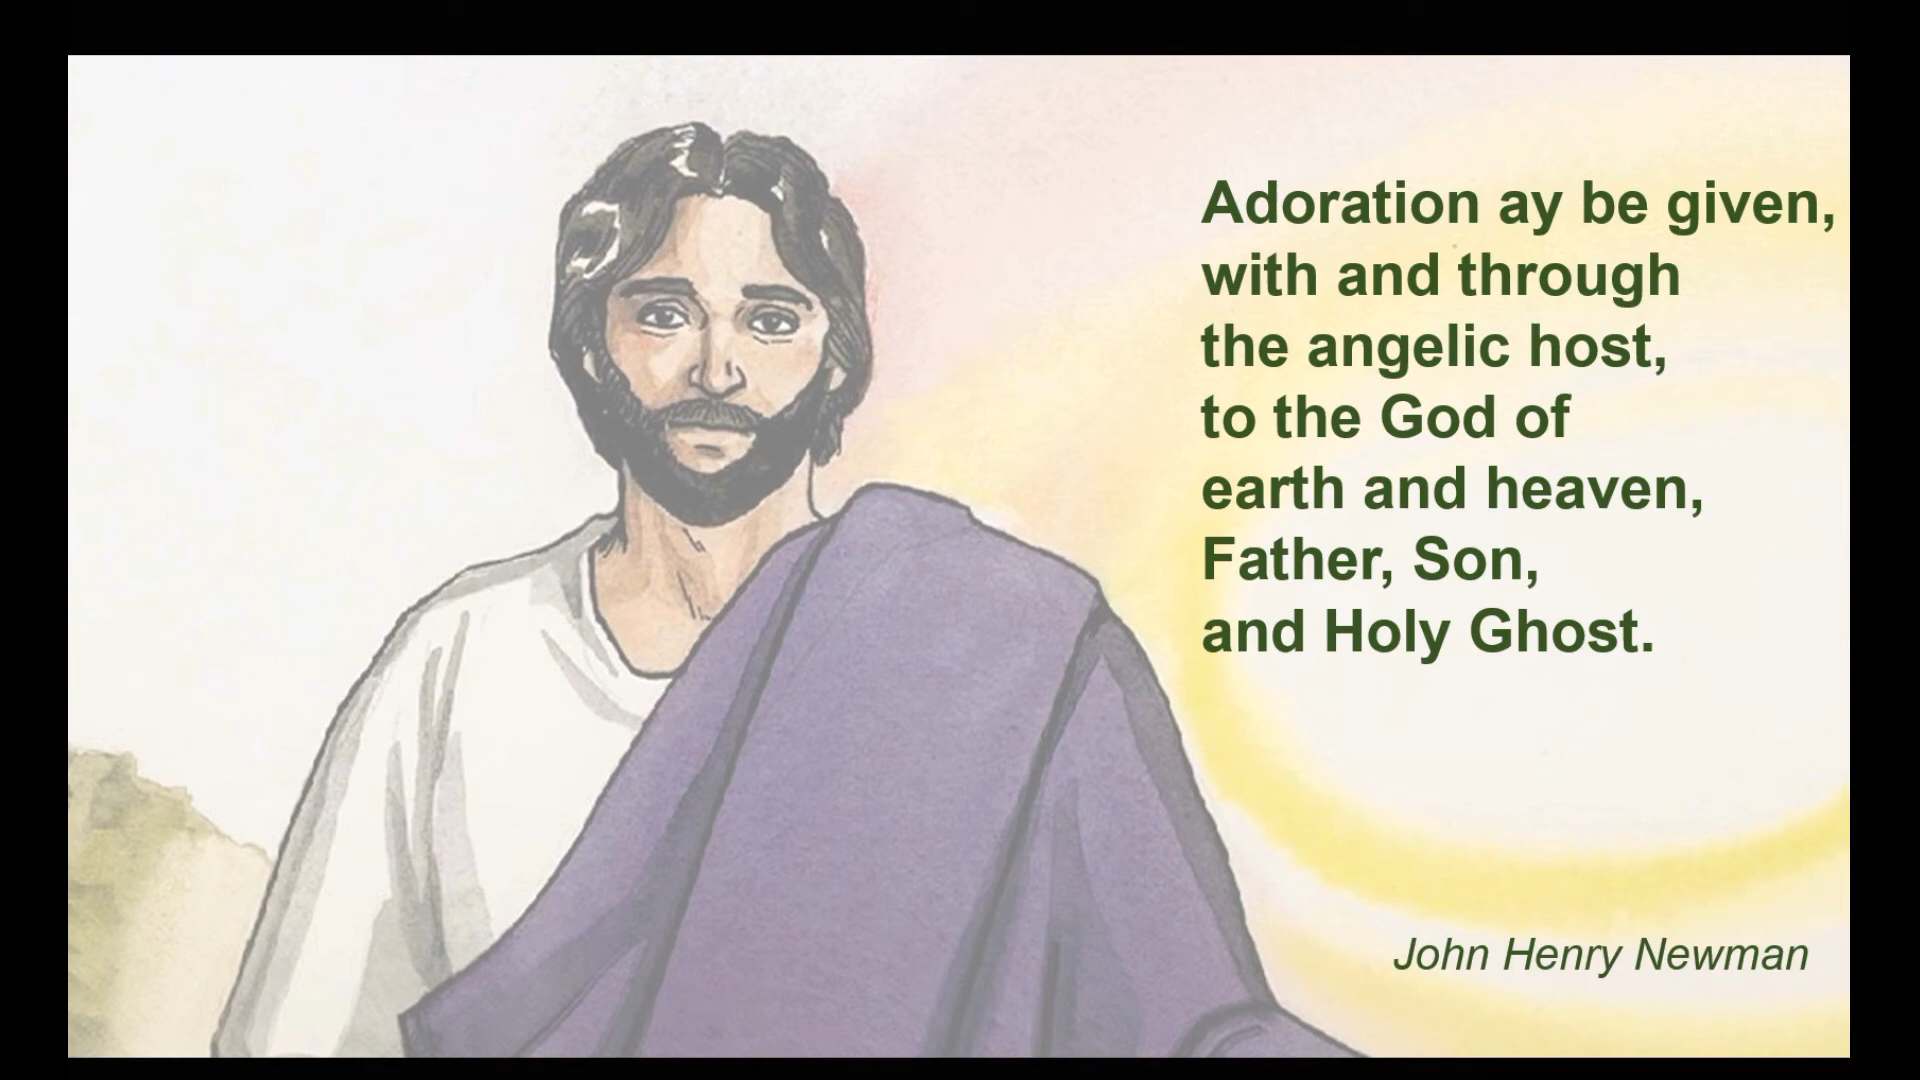 Adoration ay be given,
with and through
the angelic host,
to the God of
earth and heaven,
Father, Son,
and Holy Ghost.
John Henry Newman